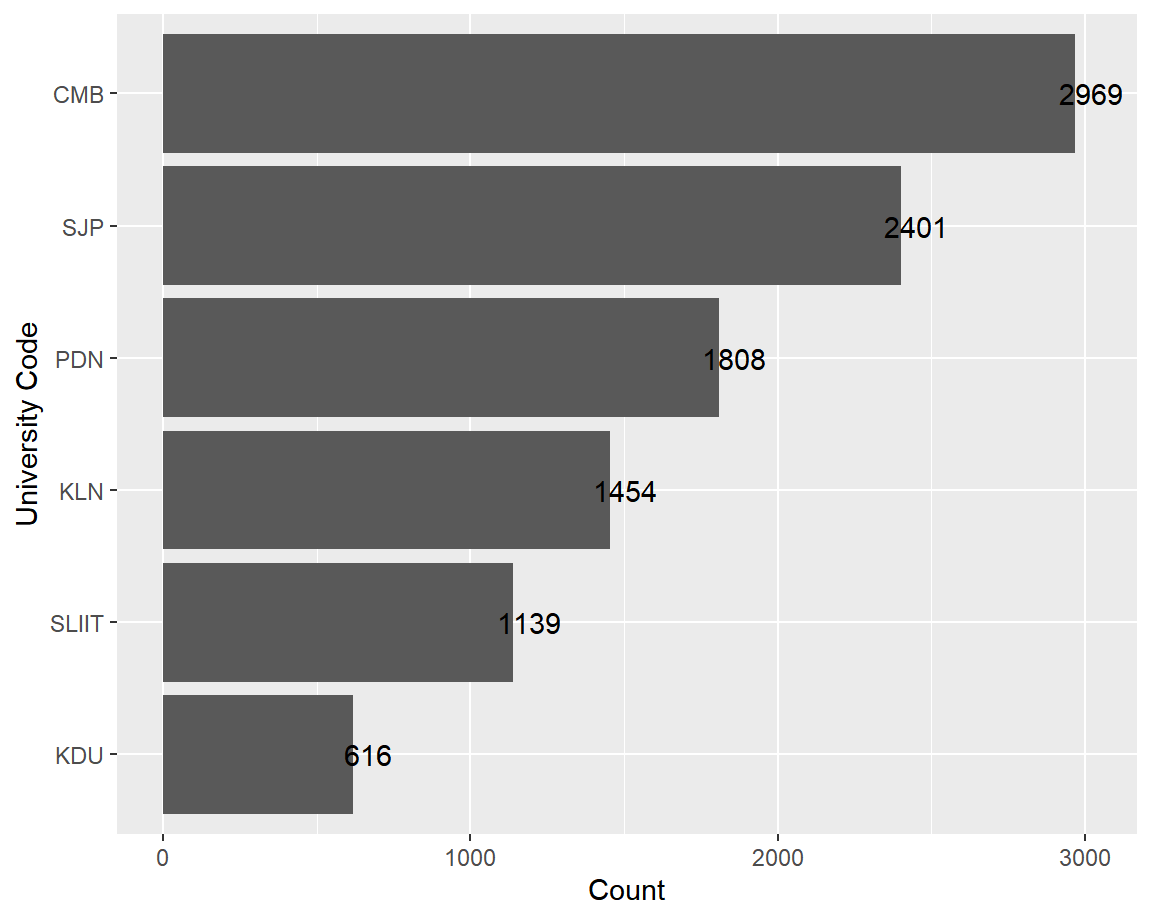 CMB 2969
SJP 2401
PDN 1808
KLN 1454
SLIIT 1139
KDU 616
0 1000 2000 3000
Count
University Code